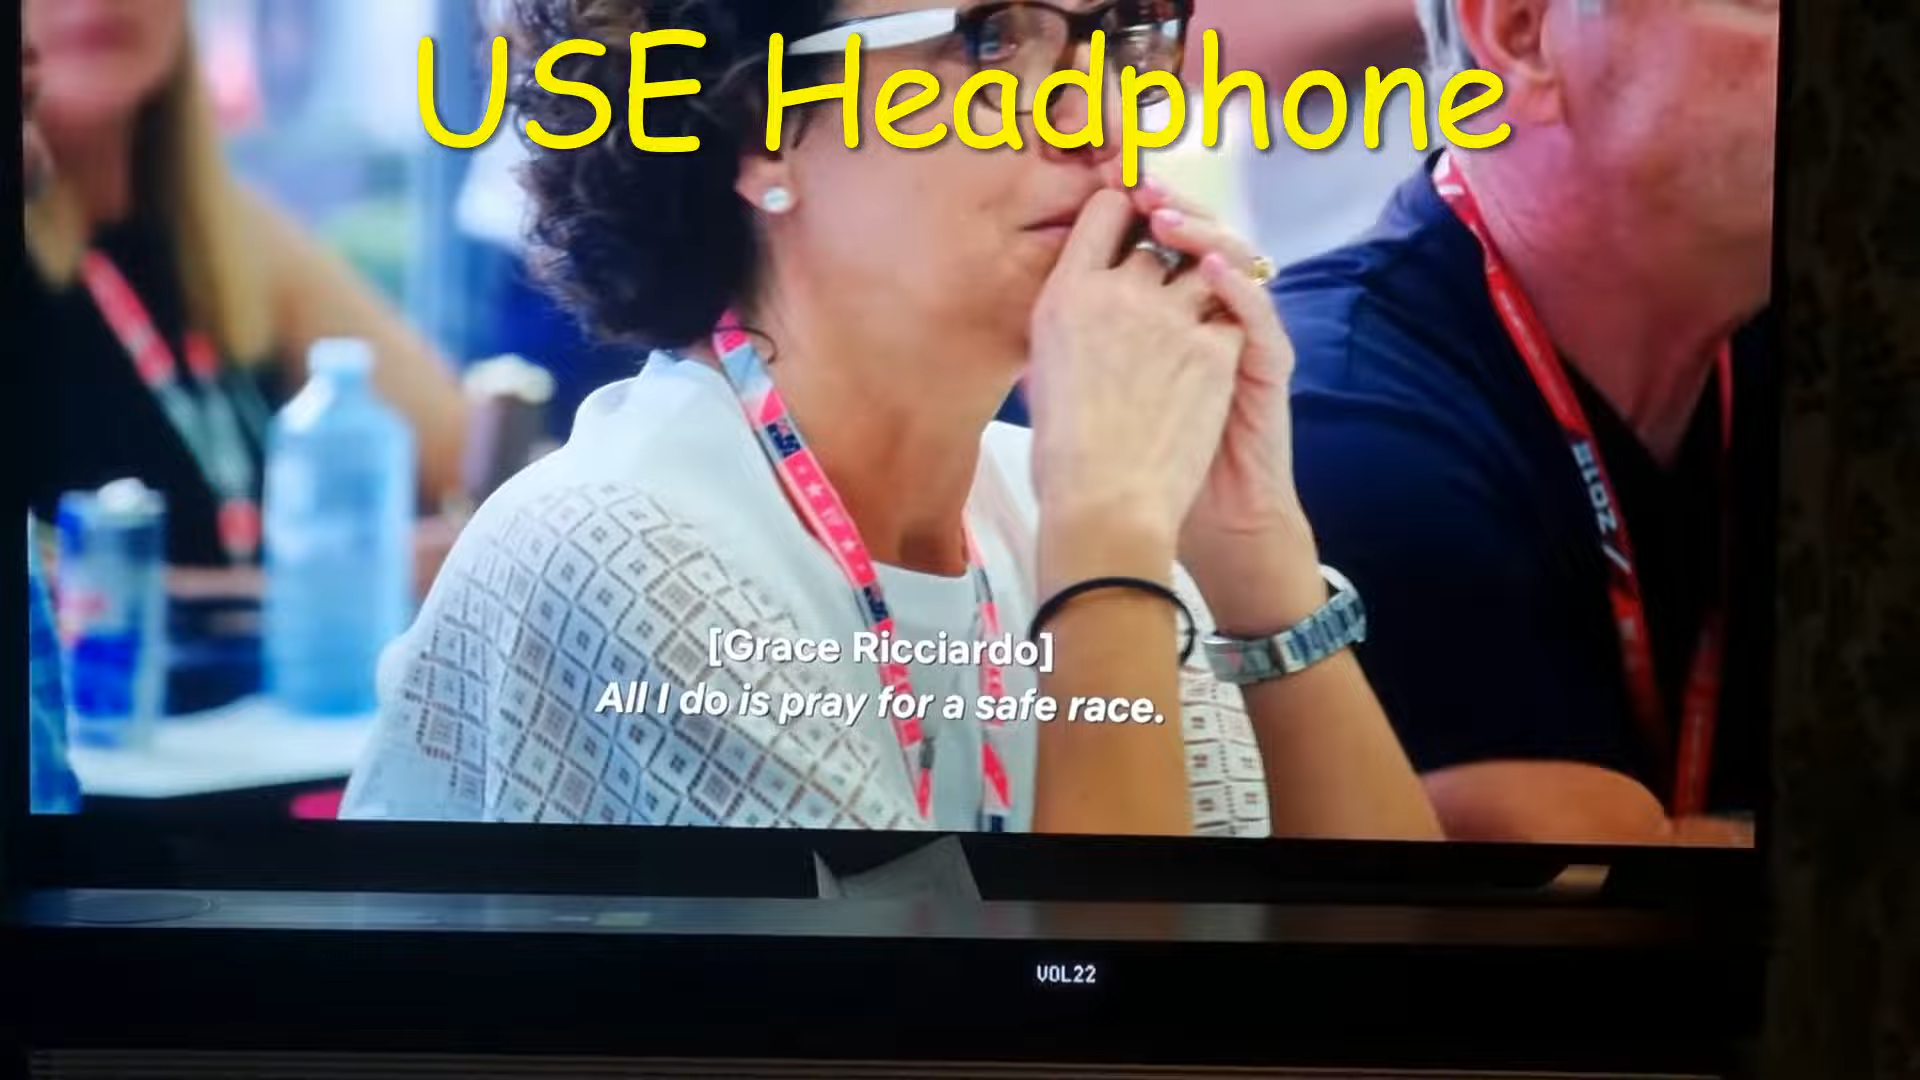 USE Headphone
[Grace Ricciardo]
All I do is pray for a safe race.
VOL22